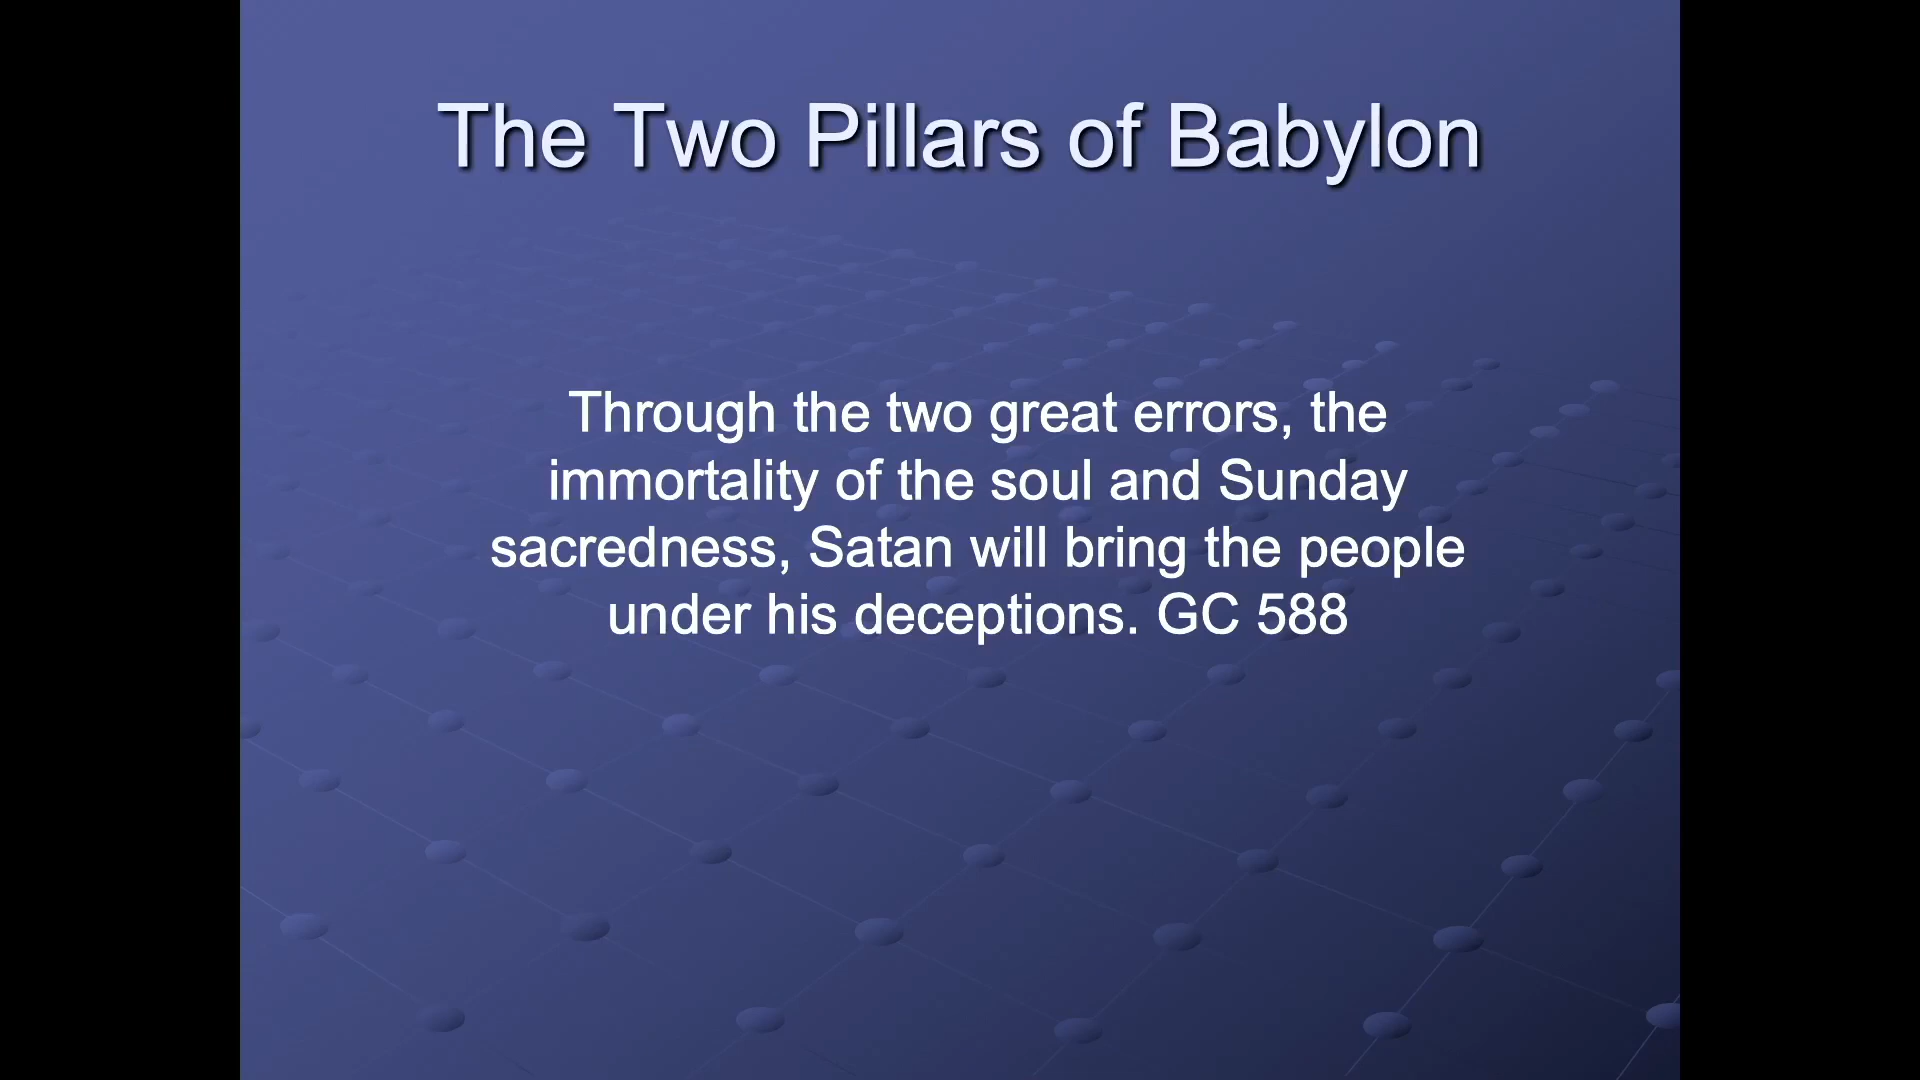 The Two Pillars of Babylon
Through the two great errors, the
immortality of the soul and Sunday
sacredness, Satan will bring the people
under his deceptions. GC 588